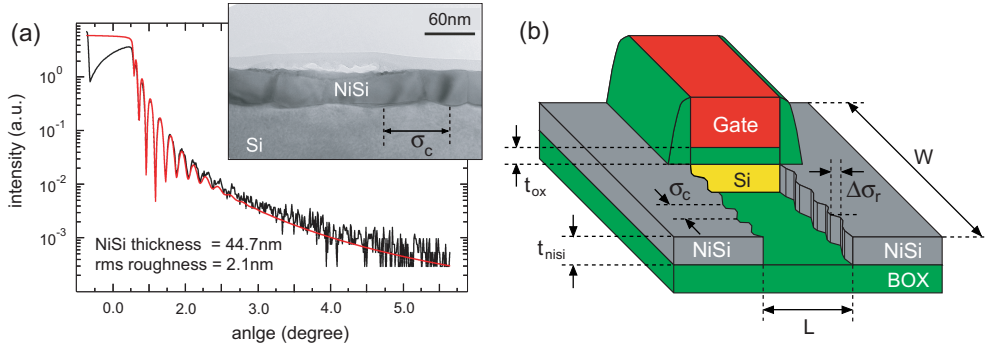 (a)
intensity (a.u.)
10⁰
10⁻¹
10⁻²
10⁻³
0.0 1.0 2.0 3.0 4.0 5.0
anlge (degree)
NiSi thickness = 44.7nm
rms roughness = 2.1nm
60nm
NiSi
σc
Si
(b)
Gate
W
tox
Si
σc
Δσr
tnisi
NiSi
NiSi
BOX
L